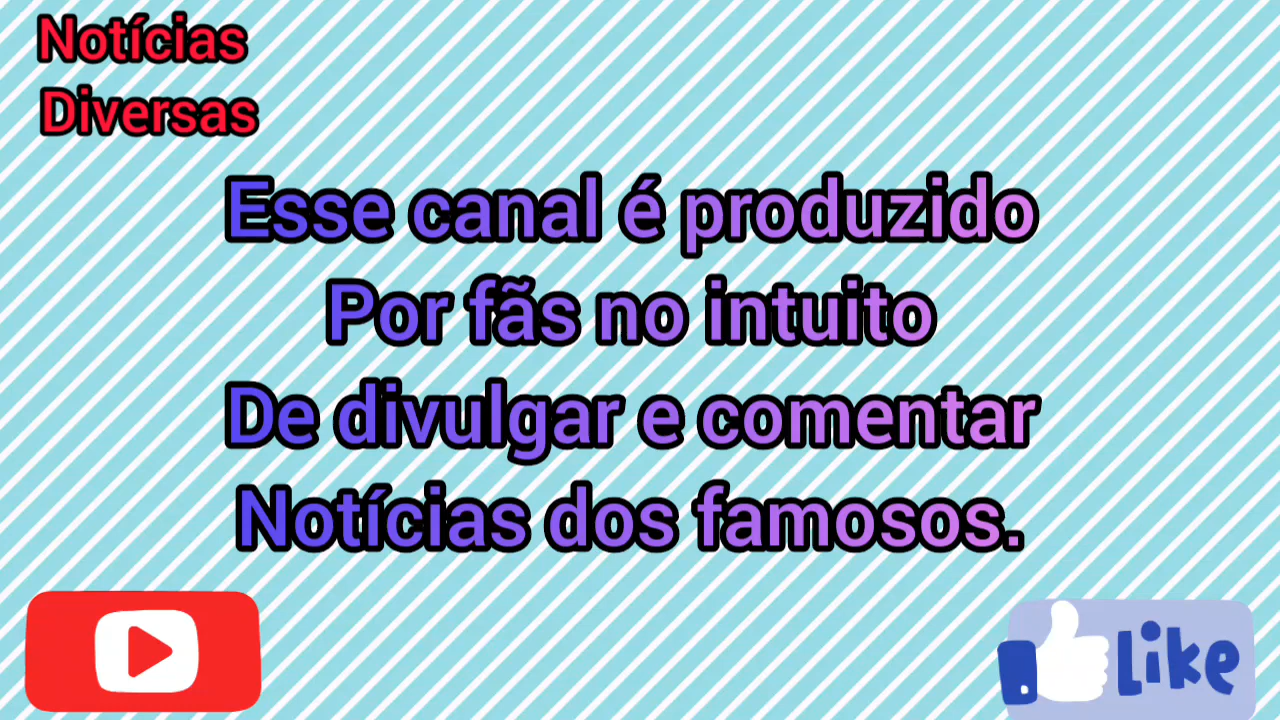 Notícias
Diversas
Esse canal é produzido
Por fãs no intuito
De divulgar e comentar
Notícias dos famosos.
Like